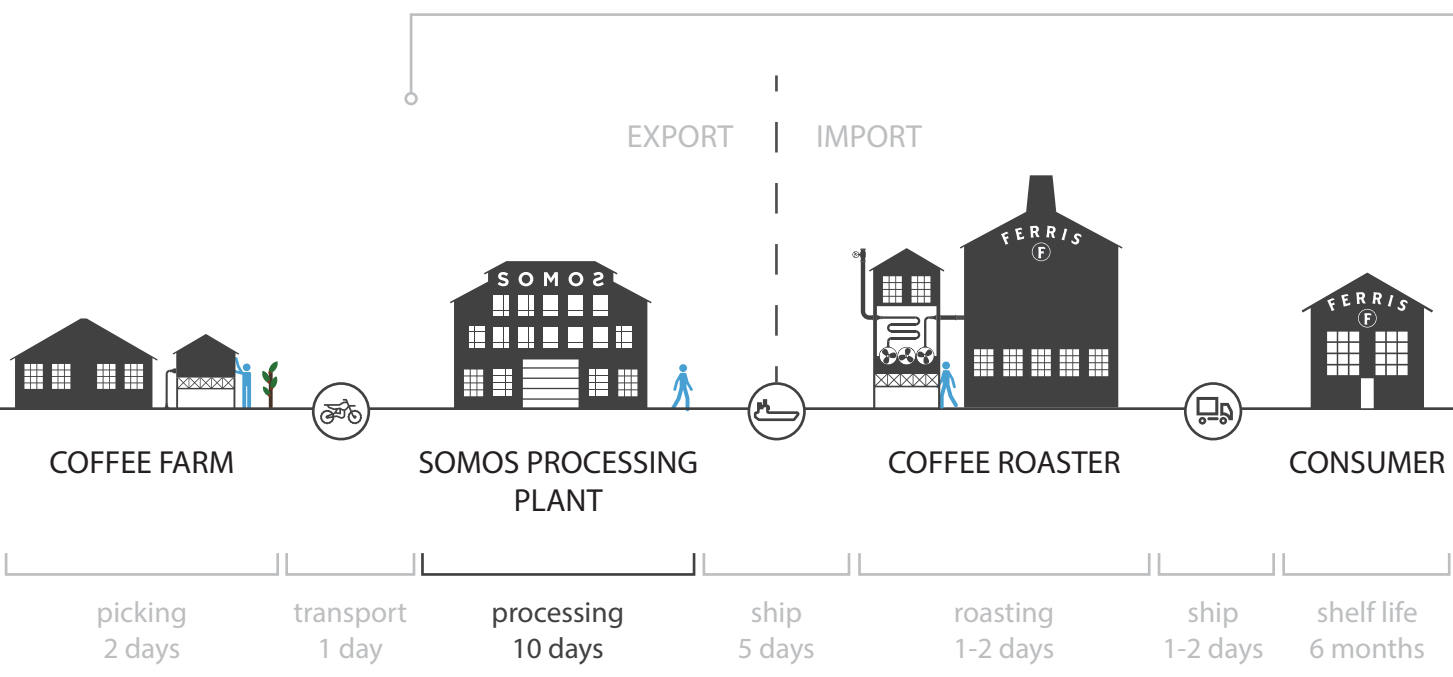 EXPORT
IMPORT
SOMOS
FERRIS
F
FERRIS
F
COFFEE FARM
SOMOS PROCESSING
PLANT
COFFEE ROASTER
CONSUMER
picking
2 days
transport
1 day
processing
10 days
ship
5 days
roasting
1-2 days
ship
1-2 days
shelf life
6 months